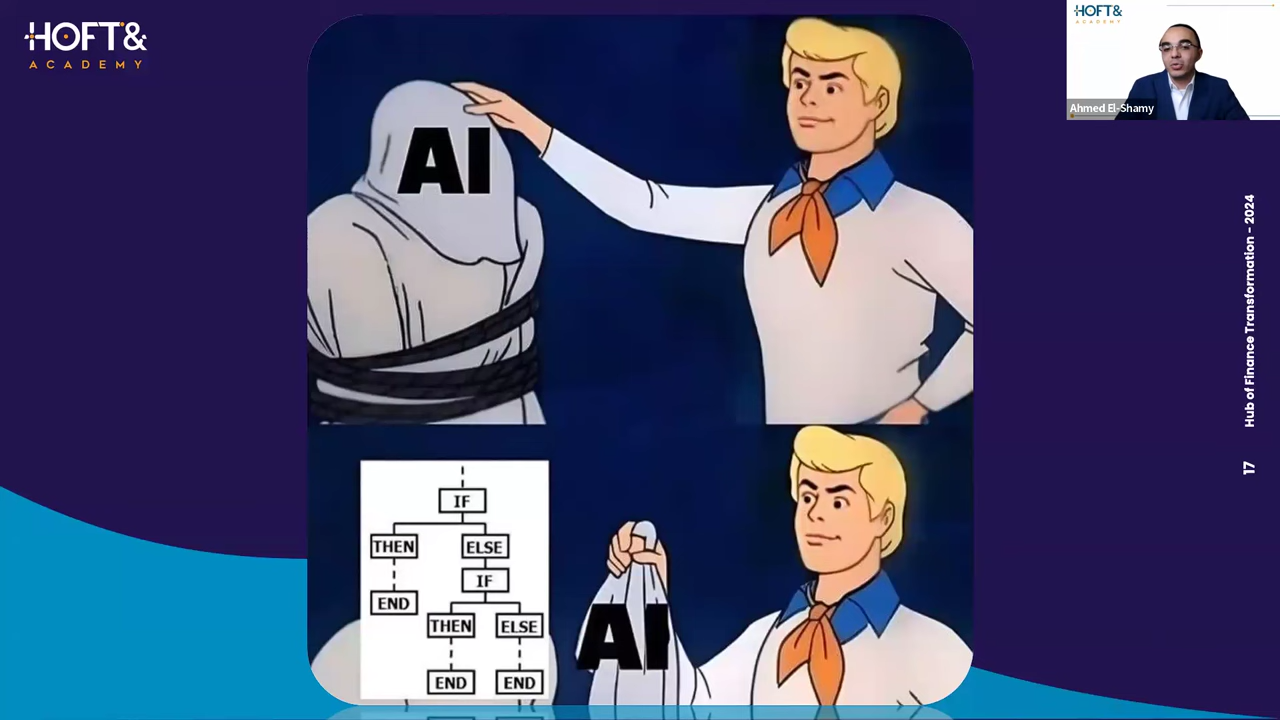 HOFT&
ACADEMY
AI
IF
THEN
ELSE
END
IF
THEN
ELSE
END
END
AI
HOFT&
ACADEMY
Ahmed El-Shamy
Hub of Finance Transformation - 2024
17